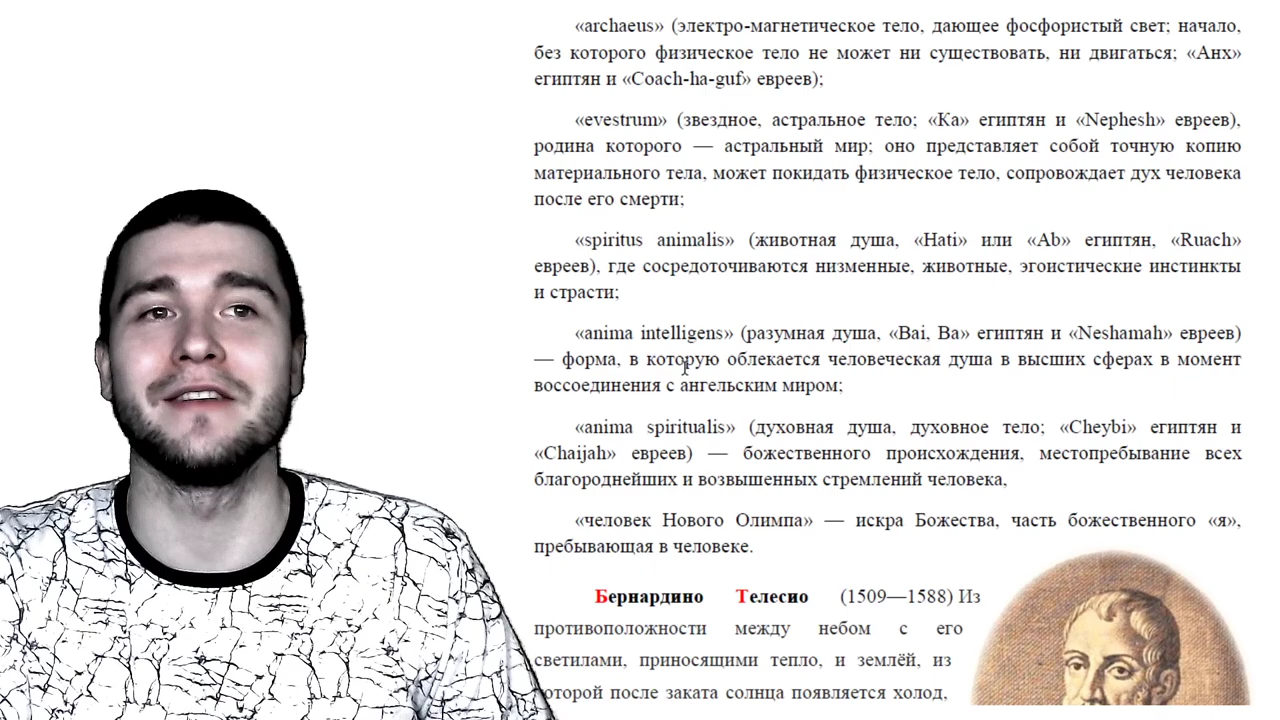 «archaeus» (электро-магнетическое тело, дающее фосфористый свет; начало,
без которого физическое тело не может ни существовать, ни двигаться; «Анх»
египтян и «Coach-ha-guf» евреев);
«evestrum» (звездное, астральное тело; «Ка» египтян и «Nephesh» евреев),
родина которого — астральный мир; оно представляет собой точную копию
материального тела, может покидать физическое тело, сопровождает дух человека
после его смерти;
«spiritus animalis» (животная душа, «Hati» или «Ab» египтян, «Ruach»
евреев), где сосредоточиваются низменные, животные, эгоистические инстинкты
и страсти;
«anima intelligens» (разумная душа, «Bai, Ba» египтян и «Neshamah» евреев)
— форма, в которую облекается человеческая душа в высших сферах в момент
воссоединения с ангельским миром;
«anima spiritualis» (духовная душа, духовное тело; «Cheybi» египтян и
«Chaijah» евреев) — божественного происхождения, местопребывание всех
благороднейших и возвышенных стремлений человека,
«человек Нового Олимпа» — искра Божества, часть божественного «я»,
пребывающая в человеке.
Бернардино Телесио (1509—1588) Из
противоположности между небом с его
светилами, приносящими тепло, и землёй, из
которой после заката солнца появляется холод,